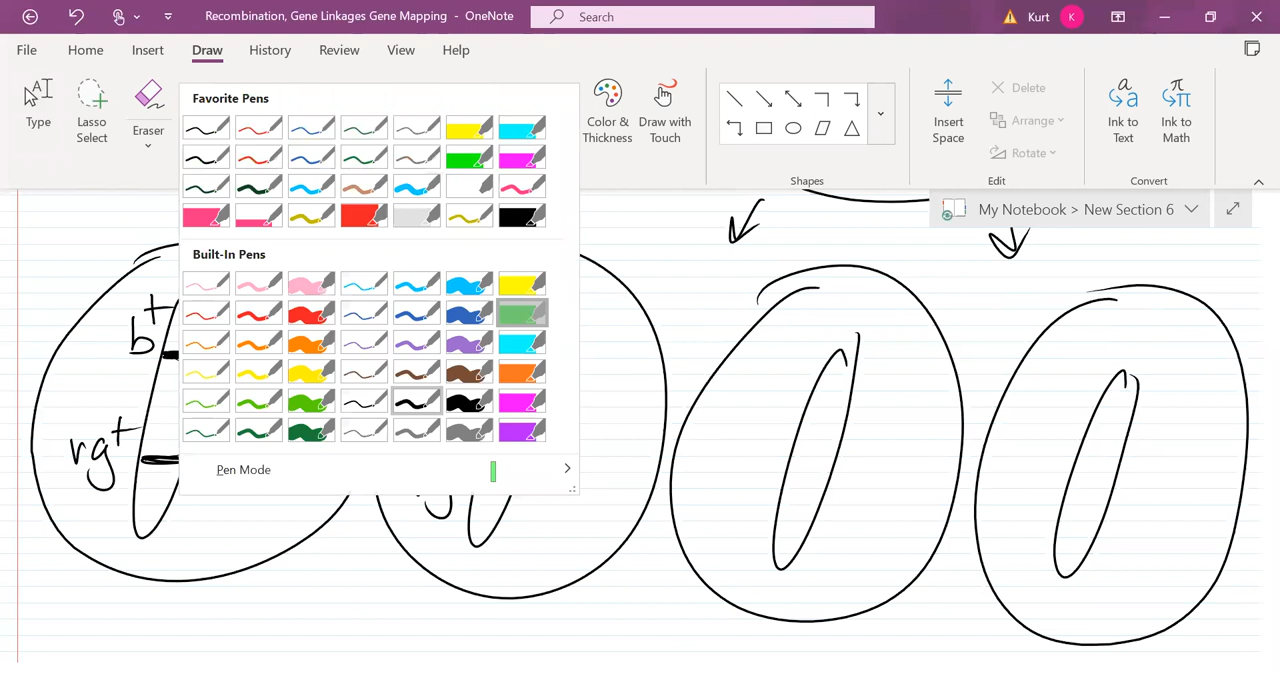 Recombination, Gene Linkages Gene Mapping - OneNote
Search
Kurt
K
File
Home
Insert
Draw
History
Review
View
Help
Type
Lasso
Select
Eraser
Favorite Pens
Color &
Thickness
Draw with
Touch
Shapes
Insert
Space
Delete
Arrange
Rotate
Edit
a
a
Ink to
Text
π
π
Ink to
Math
Convert
My Notebook > New Section 6
Built-In Pens
Pen Mode
b+
rg+